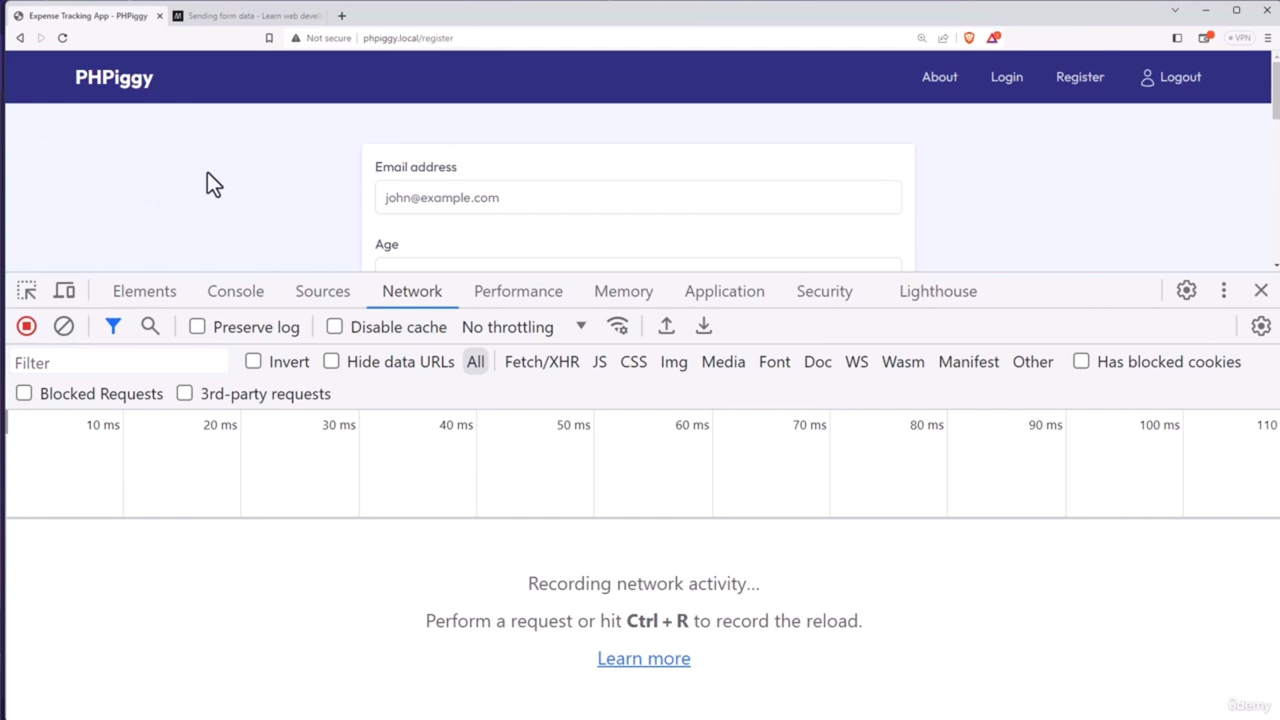 Expense Tracking App - PHPiggy
Sending form data - Learn web devel
Not secure phpiggy.local/register
VPN
PHPiggy
About Login Register Logout
Email address
john@example.com
Age
Elements Console Sources Network Performance Memory Application Security Lighthouse
Preserve log Disable cache No throttling
Filter Invert Hide data URLs All Fetch/XHR JS CSS Img Media Font Doc WS Wasm Manifest Other Has blocked cookies
Blocked Requests 3rd-party requests
10 ms 20 ms 30 ms 40 ms 50 ms 60 ms 70 ms 80 ms 90 ms 100 ms 110
Recording network activity...
Perform a request or hit Ctrl + R to record the reload.
Learn more
ûdemy